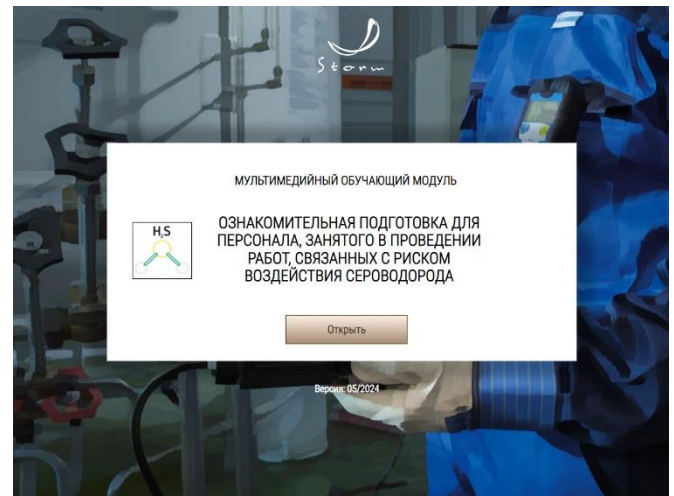 Storm
МУЛЬТИМЕДИЙНЫЙ ОБУЧАЮЩИЙ МОДУЛЬ
H₂S
ОЗНАКОМИТЕЛЬНАЯ ПОДГОТОВКА ДЛЯ
ПЕРСОНАЛА, ЗАНЯТОГО В ПРОВЕДЕНИИ
РАБОТ, СВЯЗАННЫХ С РИСКОМ
ВОЗДЕЙСТВИЯ СЕРОВОДОРОДА
Открыть
Версия: 05/2024